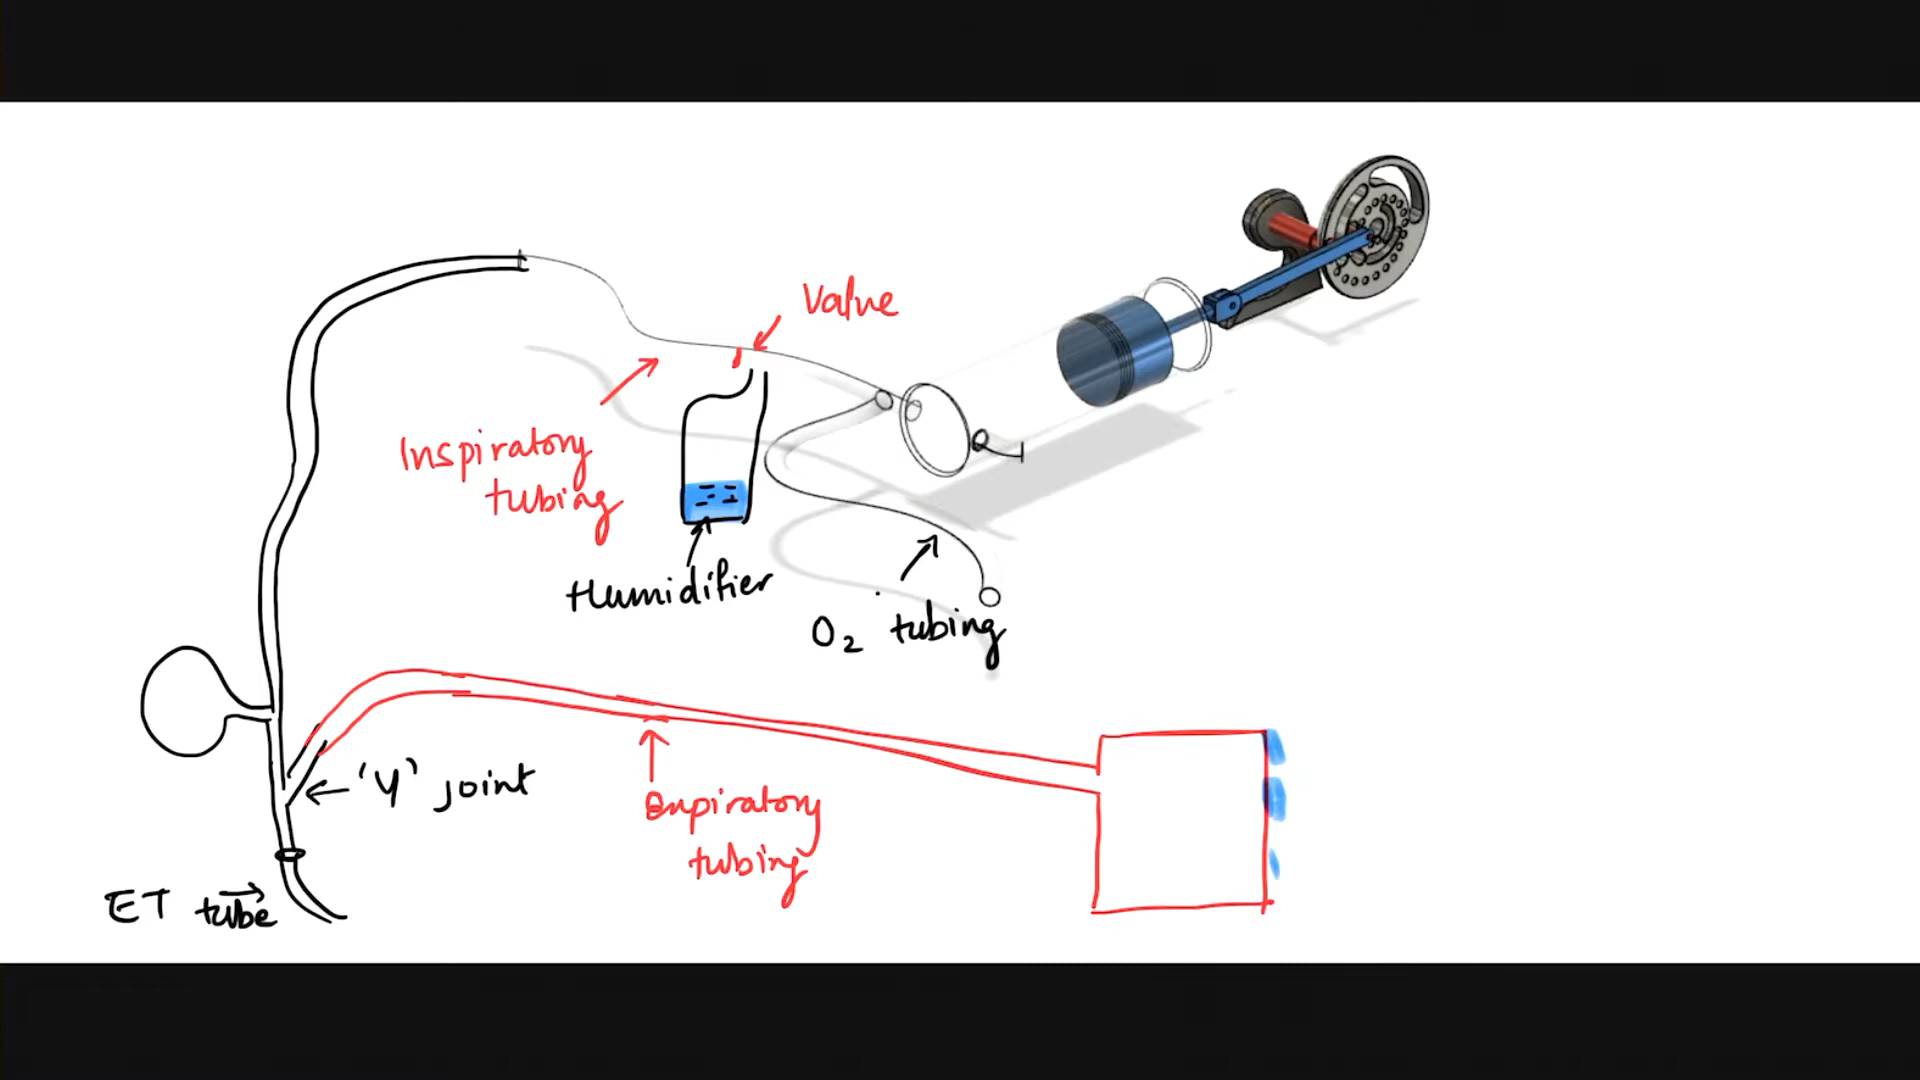 Valve
Inspiratory
tubing
Humidifier
O₂ tubing
'Y' joint
Expiratory
tubing
ET tube